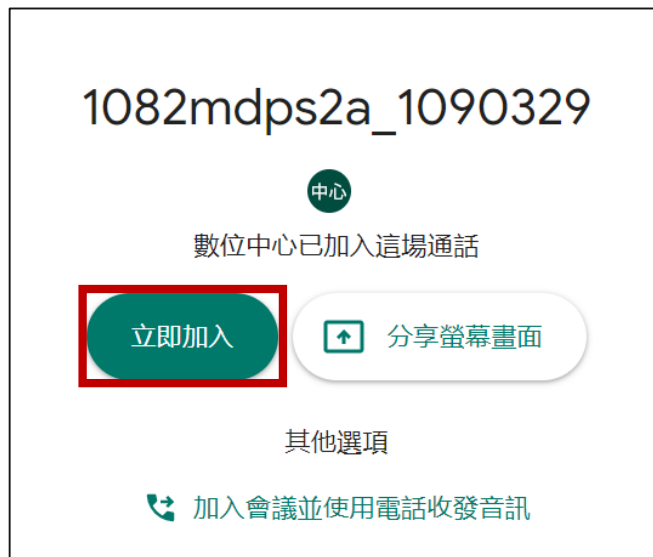 1082mdps2a_1090329
中心
數位中心已加入這場通話
立即加入
分享螢幕畫面
其他選項
加入會議並使用電話收發音訊